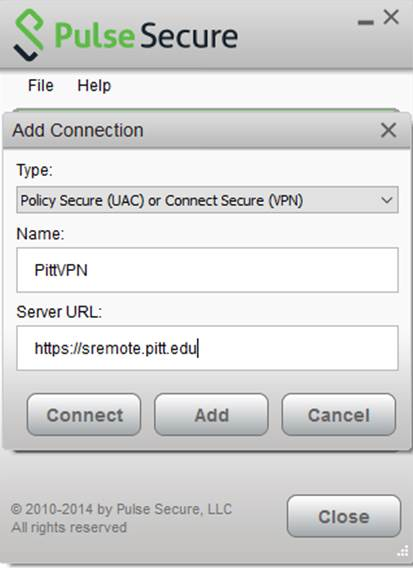 Pulse Secure
File Help
Add Connection
Type:
Policy Secure (UAC) or Connect Secure (VPN)
Name:
PittVPN
Server URL:
https://sremote.pitt.edu
Connect Add Cancel
© 2010-2014 by Pulse Secure, LLC
All rights reserved
Close